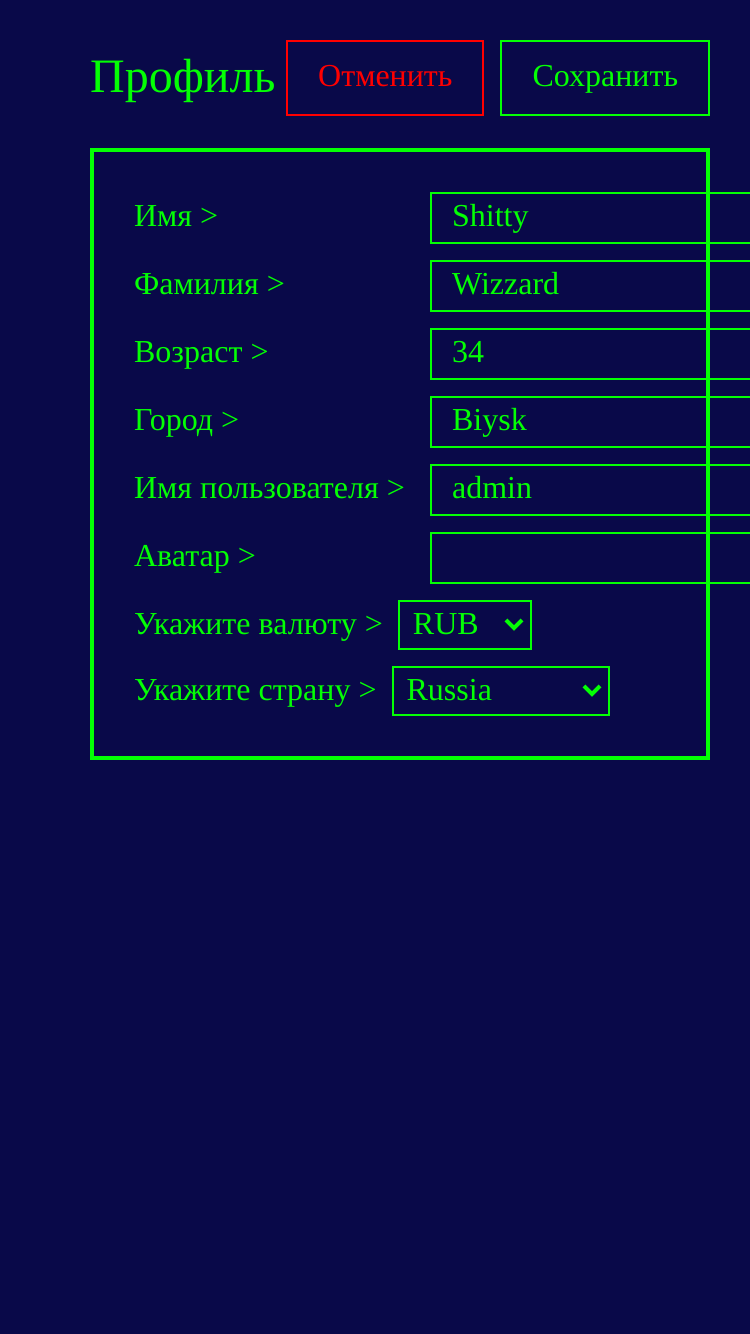 Профиль Отменить Сохранить
Имя > Shitty
Фамилия > Wizzard
Возраст > 34
Город > Biysk
Имя пользователя > admin
Аватар >
Укажите валюту > RUB
Укажите страну > Russia